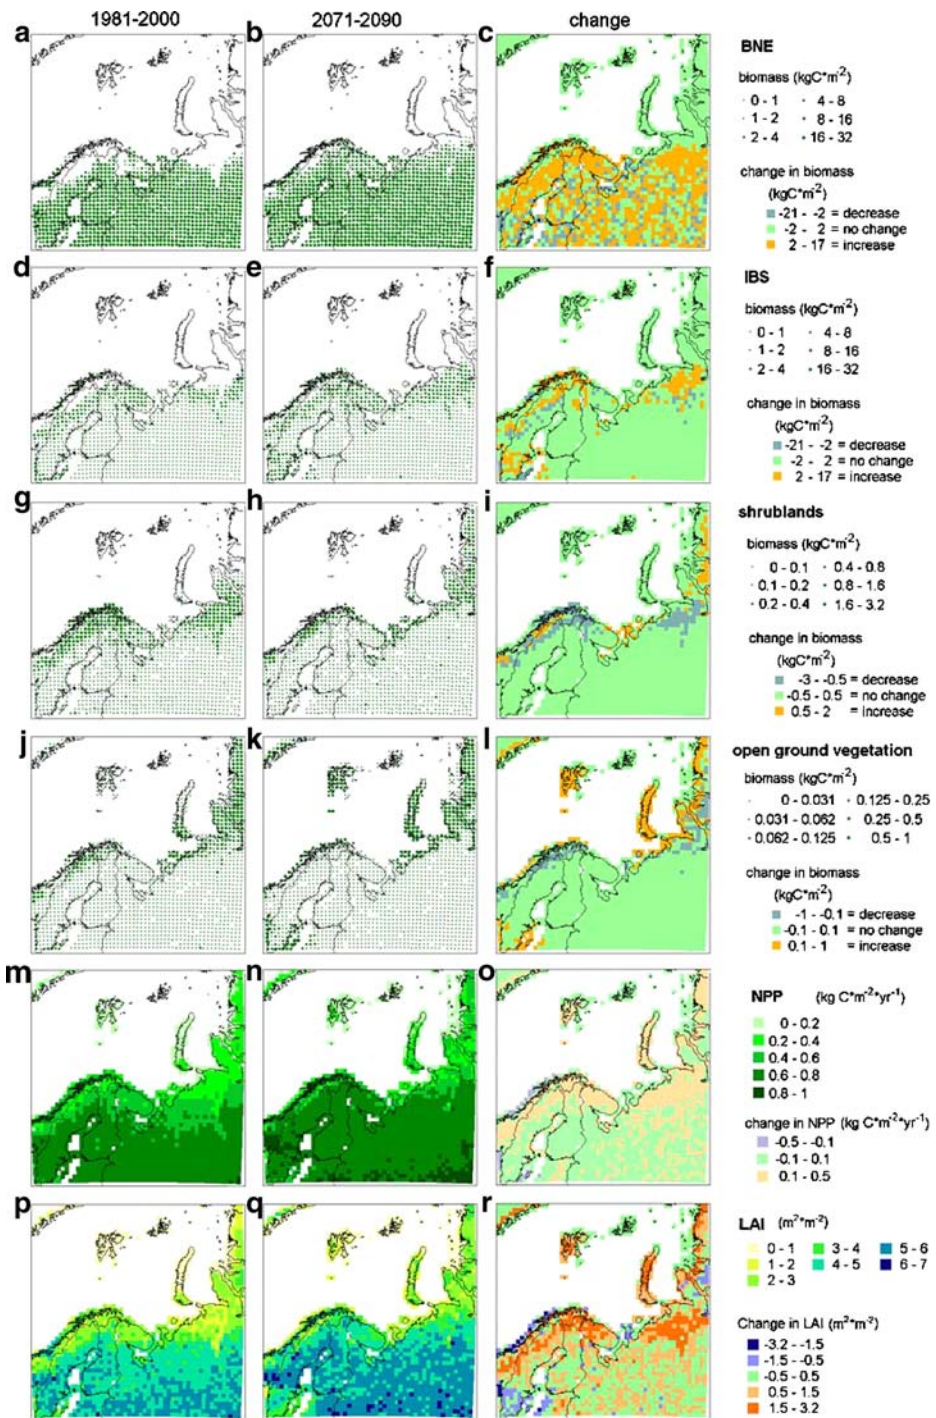 1981-2000 2071-2090 change
a b c
BNE
biomass (kgC*m⁻²)
0 - 1 4 - 8
1 - 2 8 - 16
2 - 4 16 - 32
change in biomass
(kgC*m⁻²)
-21 - -2 = decrease
-2 - 2 = no change
2 - 17 = increase
d e f
IBS
biomass (kgC*m⁻²)
0 - 1 4 - 8
1 - 2 8 - 16
2 - 4 16 - 32
change in biomass
(kgC*m⁻²)
-21 - -2 = decrease
-2 - 2 = no change
2 - 17 = increase
g h i
shrublands
biomass (kgC*m⁻²)
0 - 0.1 0.4 - 0.8
0.1 - 0.2 0.8 - 1.6
0.2 - 0.4 1.6 - 3.2
change in biomass
(kgC*m⁻²)
-3 - -0.5 = decrease
-0.5 - 0.5 = no change
0.5 - 2 = increase
j k l
open ground vegetation
biomass (kgC*m⁻²)
0 - 0.031 0.125 - 0.25
0.031 - 0.062 0.25 - 0.5
0.062 - 0.125 0.5 - 1
change in biomass
(kgC*m⁻²)
-1 - -0.1 = decrease
-0.1 - 0.1 = no change
0.1 - 1 = increase
m n o
NPP (kg C*m⁻²*yr⁻¹)
0 - 0.2
0.2 - 0.4
0.4 - 0.6
0.6 - 0.8
0.8 - 1
change in NPP (kg C*m⁻²*yr⁻¹)
-0.5 - -0.1
-0.1 - 0.1
0.1 - 0.5
p q r
LAI (m²*m⁻²)
0 - 1 3 - 4 5 - 6
1 - 2 4 - 5 6 - 7
2 - 3
Change in LAI (m²*m⁻²)
-3.2 - -1.5
-1.5 - -0.5
-0.5 - 0.5
0.5 - 1.5
1.5 - 3.2